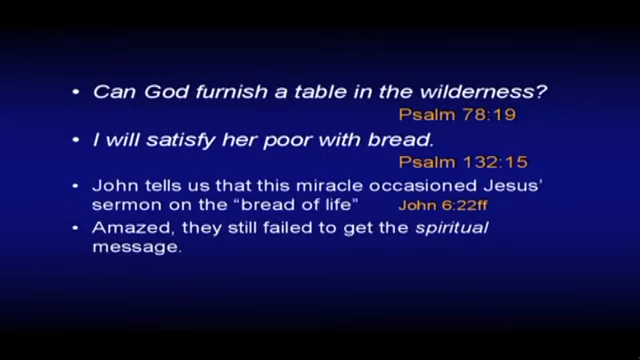 • Can God furnish a table in the wilderness?
Psalm 78:19
• I will satisfy her poor with bread.
Psalm 132:15
• John tells us that this miracle occasioned Jesus'
sermon on the "bread of life" John 6:22ff
• Amazed, they still failed to get the spiritual
message.